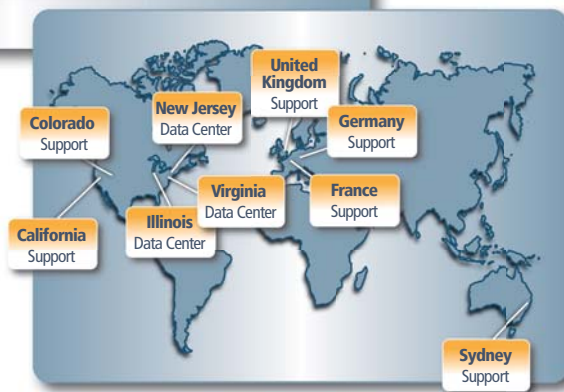 United
Kingdom
Support
New Jersey
Data Center
Colorado
Support
Germany
Support
Virginia
Data Center
France
Support
Illinois
Data Center
California
Support
Sydney
Support